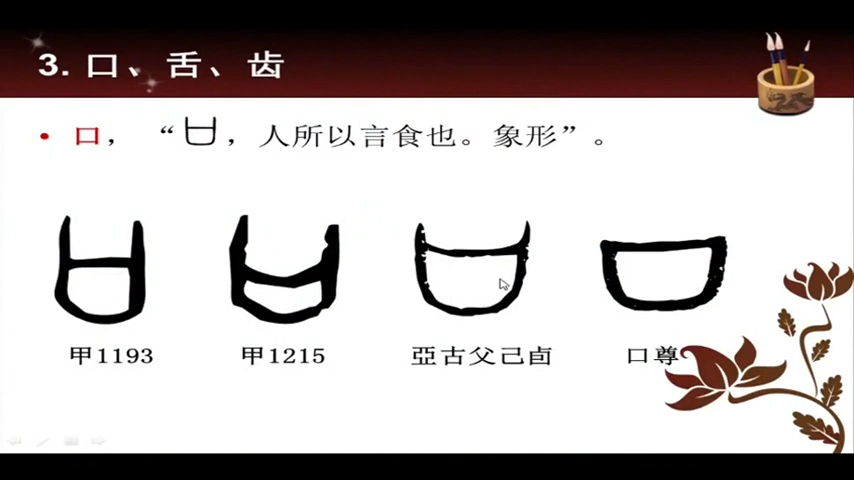 3. 口、舌、齿
• 口，“ㅂ，人所以言食也。象形”。
甲1193 甲1215 亞古父己卣 口尊